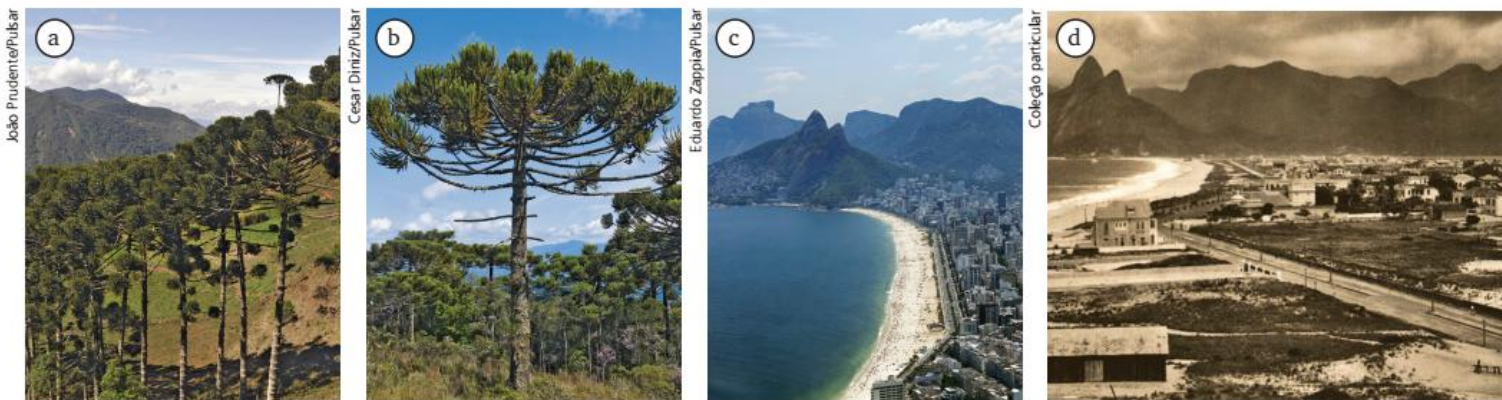 João Prudente/Pulsar
a
Cesar Diniz/Pulsar
b
Eduardo Zappia/Pulsar
c
Coleção particular
d